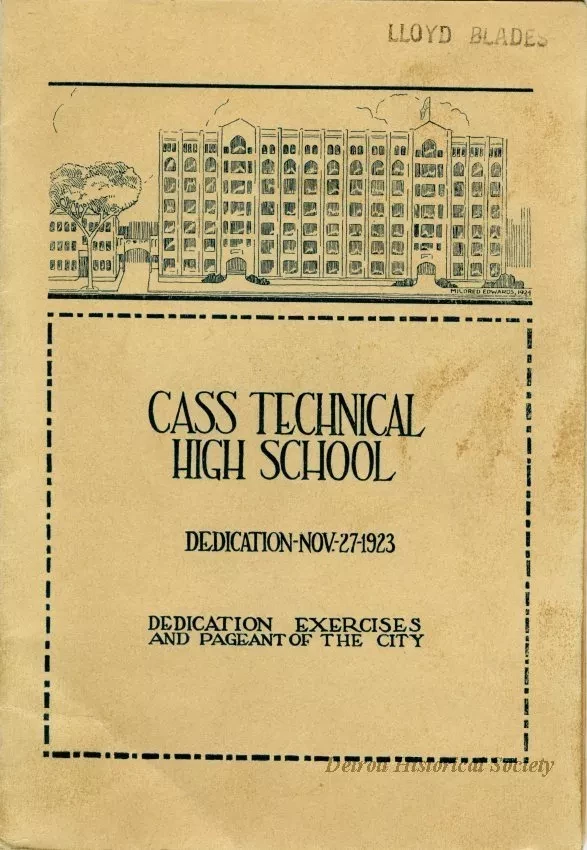 LLOYD BLADES
MILDRED EDWARDS, 1923
CASS TECHNICAL
HIGH SCHOOL
DEDICATION-NOV.-27-1923
DEDICATION EXERCISES
AND PAGEANT OF THE CITY
Detroit Historical Society